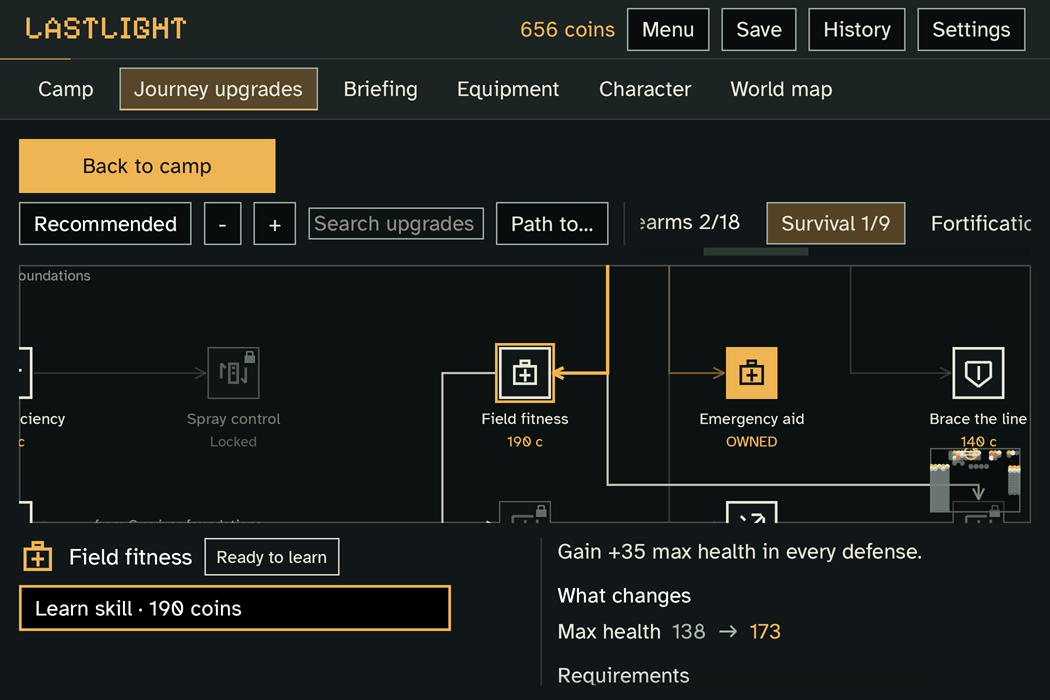 LASTLIGHT
656 coins
Menu
Save
History
Settings
Camp
Journey upgrades
Briefing
Equipment
Character
World map
Back to camp
Recommended
-
+
Search upgrades
Path to...
earms 2/18
Survival 1/9
Fortificatio
oundations
ciency
c
Spray control
Locked
Field fitness
190 c
Emergency aid
OWNED
Brace the line
140 c
Field fitness
Ready to learn
Learn skill · 190 coins
Gain +35 max health in every defense.
What changes
Max health 138 → 173
Requirements